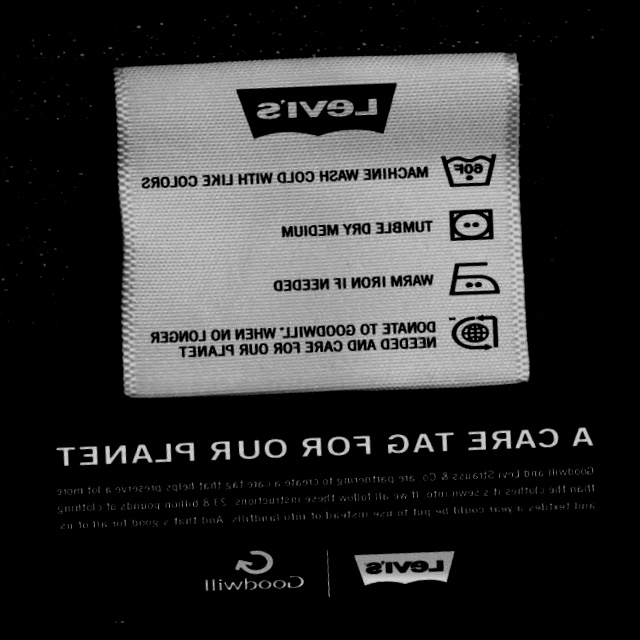 Levi's
60F
MACHINE WASH COLD WITH LIKE COLORS
TUMBLE DRY MEDIUM
WARM IRON IF NEEDED
DONATE TO GOODWILL, WHEN NO LONGER
NEEDED AND CARE FOR OUR PLANET
A CARE TAG FOR OUR PLANET
Goodwill and Levi Strauss & Co. are partnering to create a care tag that helps preserve a lot more
than the clothes it's sewn into. If we all follow these instructions, 23.8 billion pounds of clothing
and textiles a year could be put to use instead of into landfills. And that's good for all of us
Levi's
Goodwill